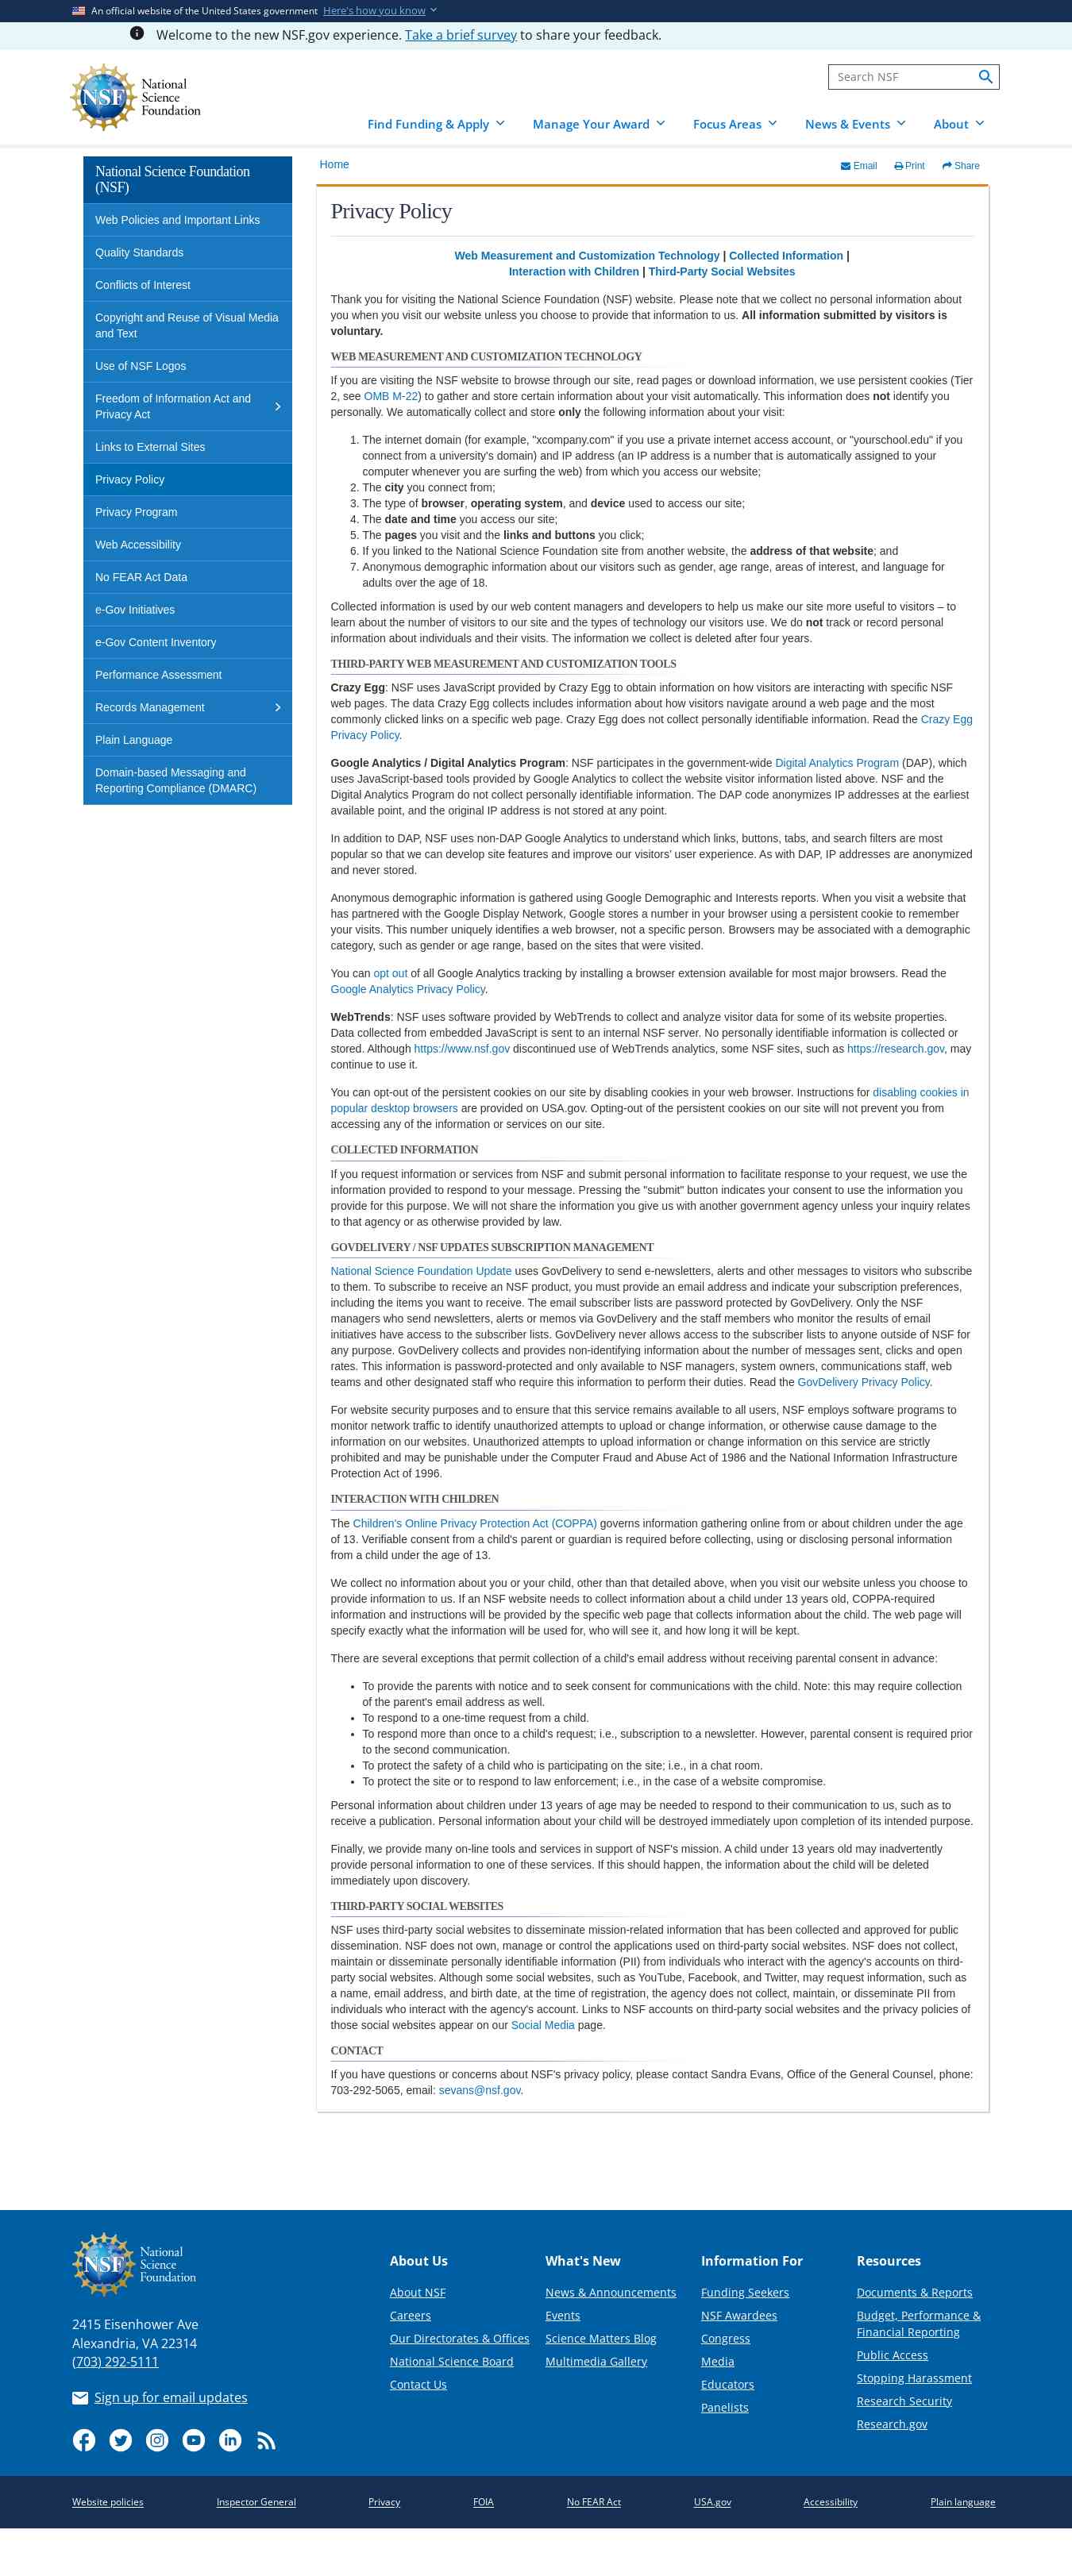 An official website of the United States government Here's how you know
Welcome to the new NSF.gov experience. Take a brief survey to share your feedback.
NSF
National
Science
Foundation
Search NSF
Find Funding & Apply
Manage Your Award
Focus Areas
News & Events
About
National Science Foundation
(NSF)
Web Policies and Important Links
Quality Standards
Conflicts of Interest
Copyright and Reuse of Visual Media
and Text
Use of NSF Logos
Freedom of Information Act and
Privacy Act
Links to External Sites
Privacy Policy
Privacy Program
Web Accessibility
No FEAR Act Data
e-Gov Initiatives
e-Gov Content Inventory
Performance Assessment
Records Management
Plain Language
Domain-based Messaging and
Reporting Compliance (DMARC)
Home
Email
Print
Share
Privacy Policy
Web Measurement and Customization Technology | Collected Information |
Interaction with Children | Third-Party Social Websites
Thank you for visiting the National Science Foundation (NSF) website. Please note that we collect no personal information about
you when you visit our website unless you choose to provide that information to us. All information submitted by visitors is
voluntary.
WEB MEASUREMENT AND CUSTOMIZATION TECHNOLOGY
If you are visiting the NSF website to browse through our site, read pages or download information, we use persistent cookies (Tier
2, see OMB M-22) to gather and store certain information about your visit automatically. This information does not identify you
personally. We automatically collect and store only the following information about your visit:
1. The internet domain (for example, "xcompany.com" if you use a private internet access account, or "yourschool.edu" if you
connect from a university's domain) and IP address (an IP address is a number that is automatically assigned to your
computer whenever you are surfing the web) from which you access our website;
2. The city you connect from;
3. The type of browser, operating system, and device used to access our site;
4. The date and time you access our site;
5. The pages you visit and the links and buttons you click;
6. If you linked to the National Science Foundation site from another website, the address of that website; and
7. Anonymous demographic information about our visitors such as gender, age range, areas of interest, and language for
adults over the age of 18.
Collected information is used by our web content managers and developers to help us make our site more useful to visitors – to
learn about the number of visitors to our site and the types of technology our visitors use. We do not track or record personal
information about individuals and their visits. The information we collect is deleted after four years.
THIRD-PARTY WEB MEASUREMENT AND CUSTOMIZATION TOOLS
Crazy Egg: NSF uses JavaScript provided by Crazy Egg to obtain information on how visitors are interacting with specific NSF
web pages. The data Crazy Egg collects includes information about how visitors navigate around a web page and the most
commonly clicked links on a specific web page. Crazy Egg does not collect personally identifiable information. Read the Crazy Egg
Privacy Policy.
Google Analytics / Digital Analytics Program: NSF participates in the government-wide Digital Analytics Program (DAP), which
uses JavaScript-based tools provided by Google Analytics to collect the website visitor information listed above. NSF and the
Digital Analytics Program do not collect personally identifiable information. The DAP code anonymizes IP addresses at the earliest
available point, and the original IP address is not stored at any point.
In addition to DAP, NSF uses non-DAP Google Analytics to understand which links, buttons, tabs, and search filters are most
popular so that we can develop site features and improve our visitors' user experience. As with DAP, IP addresses are anonymized
and never stored.
Anonymous demographic information is gathered using Google Demographic and Interests reports. When you visit a website that
has partnered with the Google Display Network, Google stores a number in your browser using a persistent cookie to remember
your visits. This number uniquely identifies a web browser, not a specific person. Browsers may be associated with a demographic
category, such as gender or age range, based on the sites that were visited.
You can opt out of all Google Analytics tracking by installing a browser extension available for most major browsers. Read the
Google Analytics Privacy Policy.
WebTrends: NSF uses software provided by WebTrends to collect and analyze visitor data for some of its website properties.
Data collected from embedded JavaScript is sent to an internal NSF server. No personally identifiable information is collected or
stored. Although https://www.nsf.gov discontinued use of WebTrends analytics, some NSF sites, such as https://research.gov, may
continue to use it.
You can opt-out of the persistent cookies on our site by disabling cookies in your web browser. Instructions for disabling cookies in
popular desktop browsers are provided on USA.gov. Opting-out of the persistent cookies on our site will not prevent you from
accessing any of the information or services on our site.
COLLECTED INFORMATION
If you request information or services from NSF and submit personal information to facilitate response to your request, we use the
information provided to respond to your message. Pressing the "submit" button indicates your consent to use the information you
provide for this purpose. We will not share the information you give us with another government agency unless your inquiry relates
to that agency or as otherwise provided by law.
GOVDELIVERY / NSF UPDATES SUBSCRIPTION MANAGEMENT
National Science Foundation Update uses GovDelivery to send e-newsletters, alerts and other messages to visitors who subscribe
to them. To subscribe to receive an NSF product, you must provide an email address and indicate your subscription preferences,
including the items you want to receive. The email subscriber lists are password protected by GovDelivery. Only the NSF
managers who send newsletters, alerts or memos via GovDelivery and the staff members who monitor the results of email
initiatives have access to the subscriber lists. GovDelivery never allows access to the subscriber lists to anyone outside of NSF for
any purpose. GovDelivery collects and provides non-identifying information about the number of messages sent, clicks and open
rates. This information is password-protected and only available to NSF managers, system owners, communications staff, web
teams and other designated staff who require this information to perform their duties. Read the GovDelivery Privacy Policy.
For website security purposes and to ensure that this service remains available to all users, NSF employs software programs to
monitor network traffic to identify unauthorized attempts to upload or change information, or otherwise cause damage to the
information on our websites. Unauthorized attempts to upload information or change information on this service are strictly
prohibited and may be punishable under the Computer Fraud and Abuse Act of 1986 and the National Information Infrastructure
Protection Act of 1996.
INTERACTION WITH CHILDREN
The Children's Online Privacy Protection Act (COPPA) governs information gathering online from or about children under the age
of 13. Verifiable consent from a child's parent or guardian is required before collecting, using or disclosing personal information
from a child under the age of 13.
We collect no information about you or your child, other than that detailed above, when you visit our website unless you choose to
provide information to us. If an NSF website needs to collect information about a child under 13 years old, COPPA-required
information and instructions will be provided by the specific web page that collects information about the child. The web page will
specify exactly what the information will be used for, who will see it, and how long it will be kept.
There are several exceptions that permit collection of a child's email address without receiving parental consent in advance:
• To provide the parents with notice and to seek consent for communications with the child. Note: this may require collection
of the parent's email address as well.
• To respond to a one-time request from a child.
• To respond more than once to a child's request; i.e., subscription to a newsletter. However, parental consent is required prior
to the second communication.
• To protect the safety of a child who is participating on the site; i.e., in a chat room.
• To protect the site or to respond to law enforcement; i.e., in the case of a website compromise.
Personal information about children under 13 years of age may be needed to respond to their communication to us, such as to
receive a publication. Personal information about your child will be destroyed immediately upon completion of its intended purpose.
Finally, we provide many on-line tools and services in support of NSF's mission. A child under 13 years old may inadvertently
provide personal information to one of these services. If this should happen, the information about the child will be deleted
immediately upon discovery.
THIRD-PARTY SOCIAL WEBSITES
NSF uses third-party social websites to disseminate mission-related information that has been collected and approved for public
dissemination. NSF does not own, manage or control the applications used on third-party social websites. NSF does not collect,
maintain or disseminate personally identifiable information (PII) from individuals who interact with the agency's accounts on third-
party social websites. Although some social websites, such as YouTube, Facebook, and Twitter, may request information, such as
a name, email address, and birth date, at the time of registration, the agency does not collect, maintain, or disseminate PII from
individuals who interact with the agency's account. Links to NSF accounts on third-party social websites and the privacy policies of
those social websites appear on our Social Media page.
CONTACT
If you have questions or concerns about NSF's privacy policy, please contact Sandra Evans, Office of the General Counsel, phone:
703-292-5065, email: sevans@nsf.gov.
NSF
National
Science
Foundation
2415 Eisenhower Ave
Alexandria, VA 22314
(703) 292-5111
Sign up for email updates
About Us
About NSF
Careers
Our Directorates & Offices
National Science Board
Contact Us
What's New
News & Announcements
Events
Science Matters Blog
Multimedia Gallery
Information For
Funding Seekers
NSF Awardees
Congress
Media
Educators
Panelists
Resources
Documents & Reports
Budget, Performance &
Financial Reporting
Public Access
Stopping Harassment
Research Security
Research.gov
Website policies
Inspector General
Privacy
FOIA
No FEAR Act
USA.gov
Accessibility
Plain language